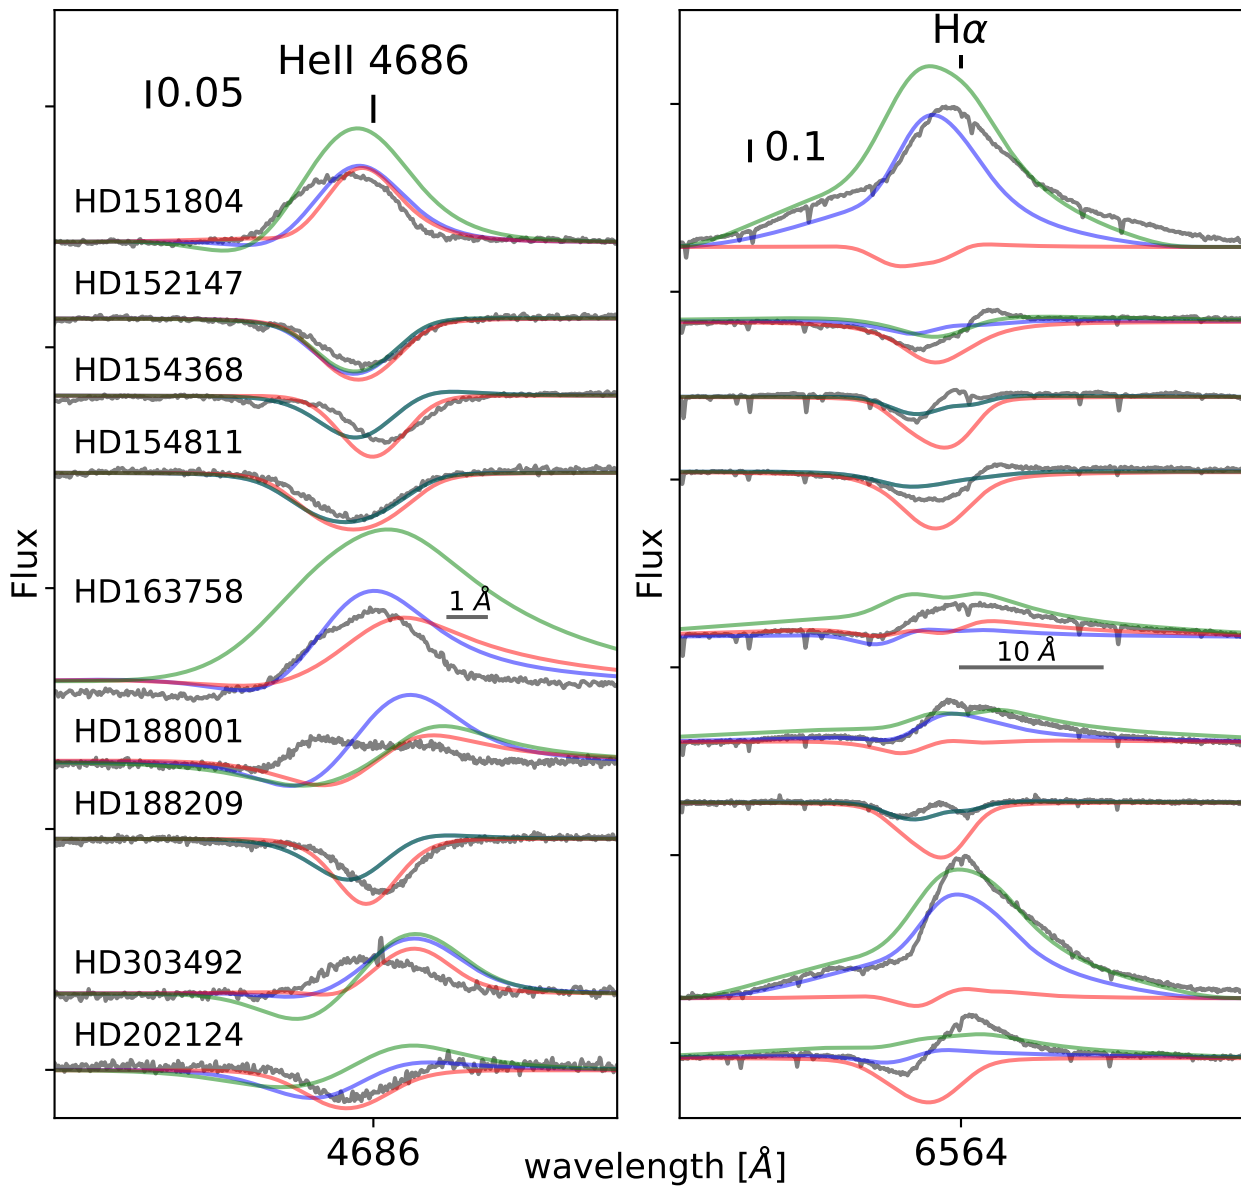 HeII 4686
0.05
HD151804
HD152147
HD154368
HD154811
HD163758
1 Å
HD188001
HD188209
HD303492
HD202124
Flux
4686
Hα
0.1
10 Å
Flux
6564
wavelength [Å]